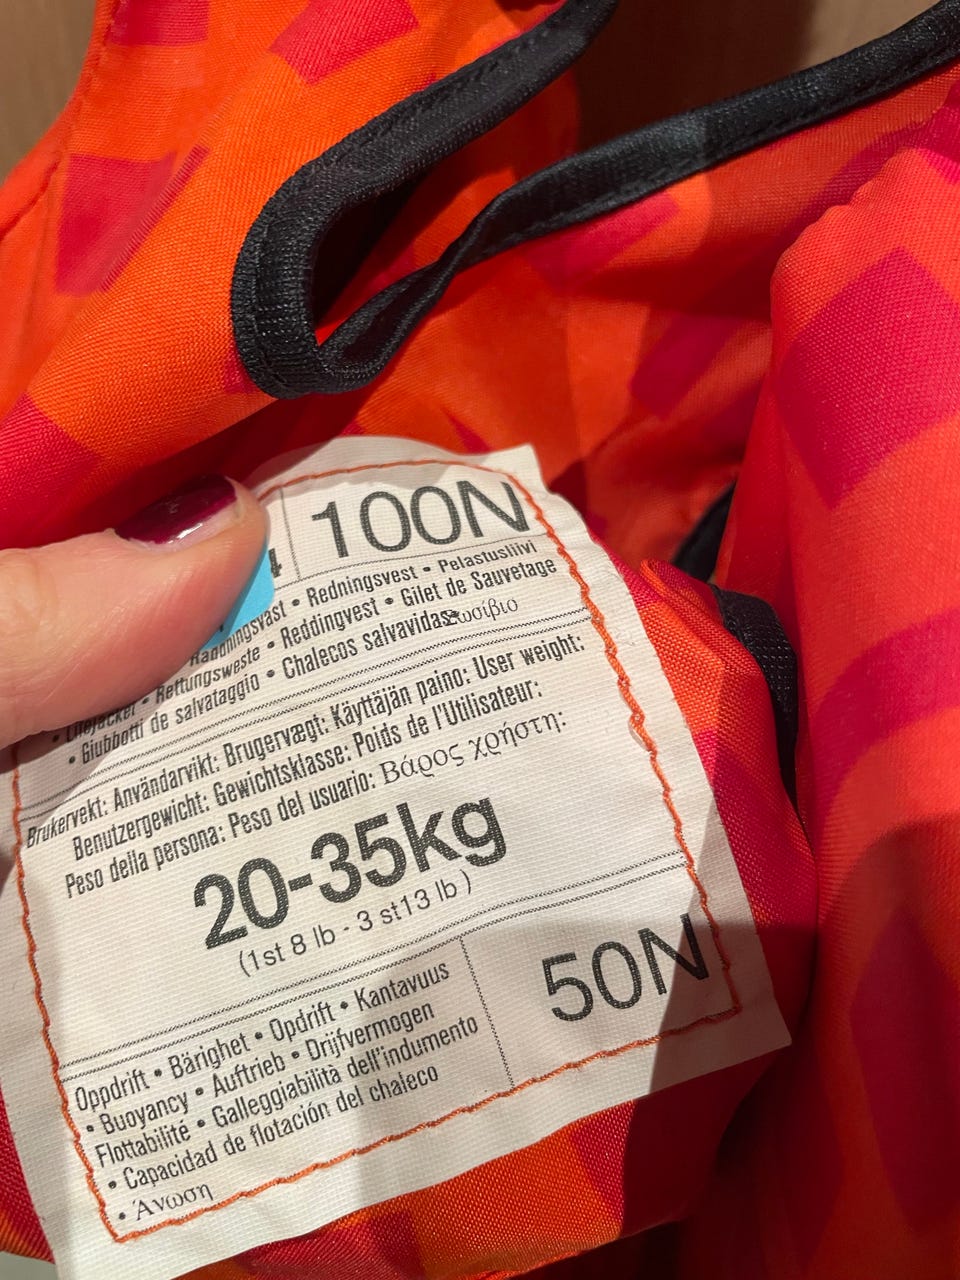 100N
Räddningsväst • Redningsvest • Pelastusliivi
• Rettungsweste • Reddingvest • Gilet de Sauvetage
• Giubbotti de salvataggio • Chalecos salvavidas Σωσίβιο
Brukervekt: Användarvikt: Brugervægt: Käyttäjän paino: User weight:
Benutzergewicht: Gewichtsklasse: Poids de l'Utilisateur:
Peso della persona: Peso del usuario: Βάρος χρήστη:
20-35kg
(1st 8 lb - 3 st13 lb )
50N
Oppdrift • Bärighet • Opdrift • Kantavuus
• Buoyancy • Auftrieb • Drijfvermogen
Flottabilité • Galleggiabilità dell'indumento
• Capacidad de flotación del chaleco
• Άνωση